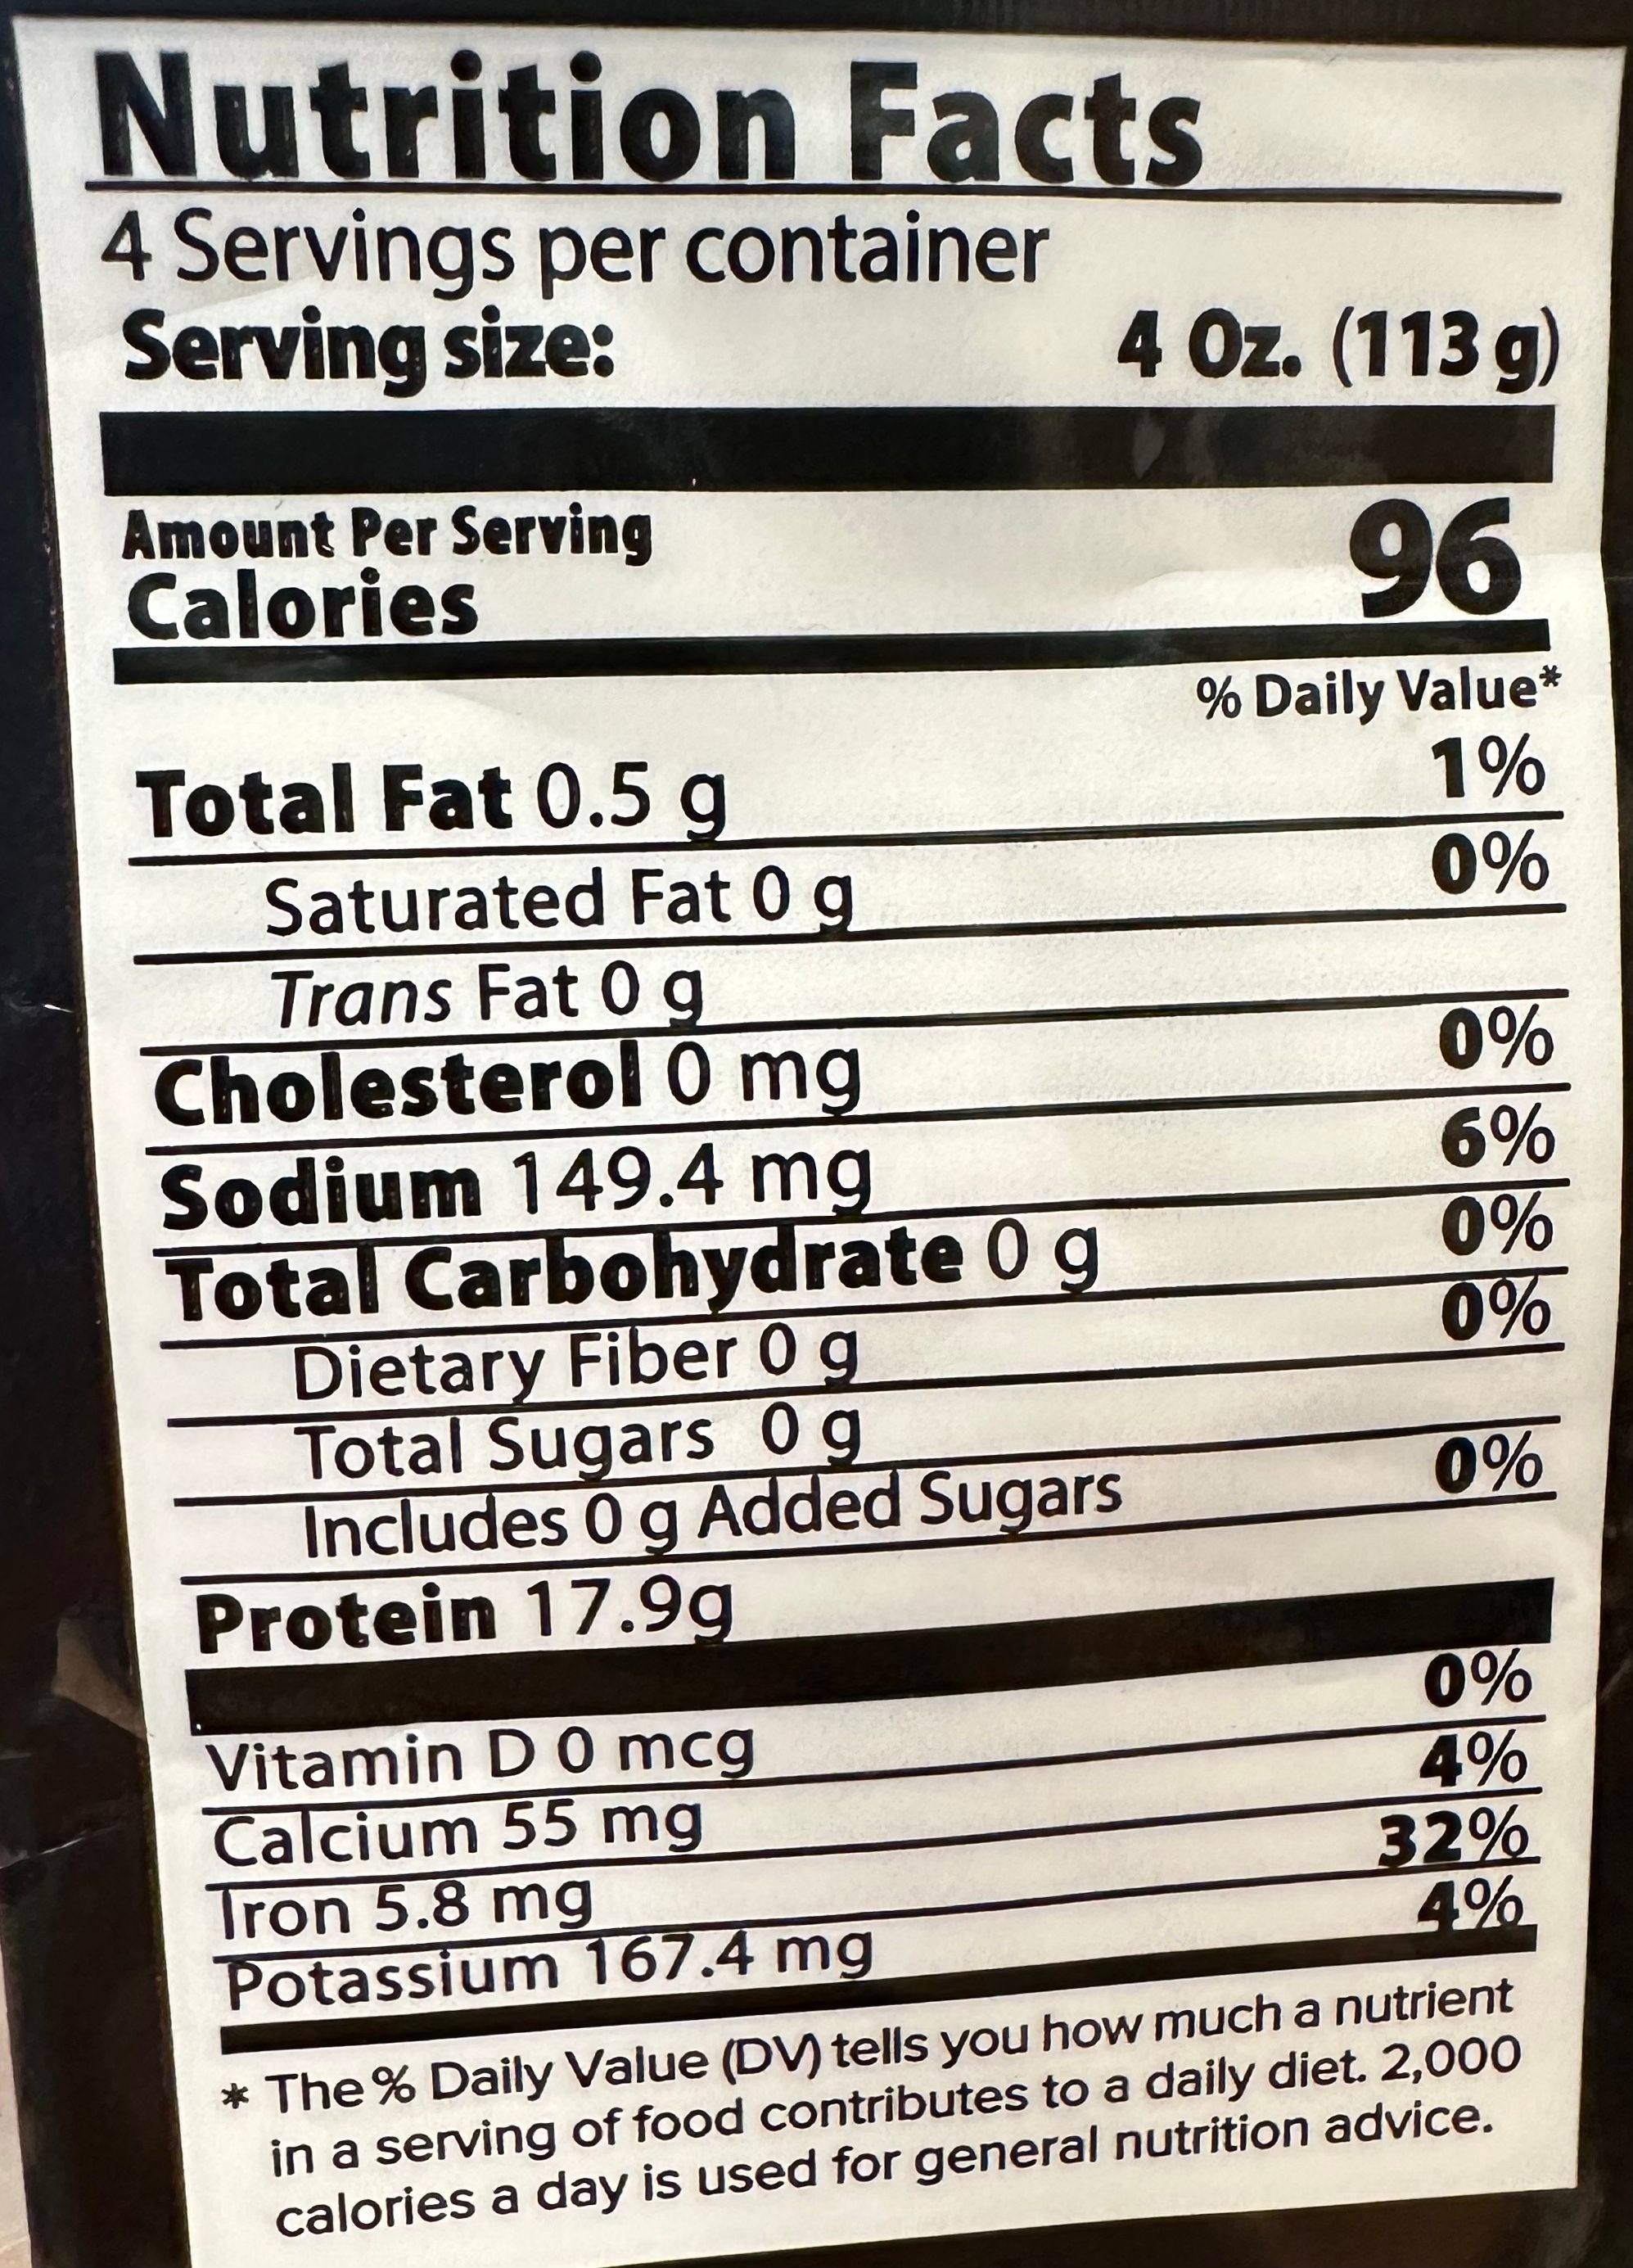 Nutrition Facts
4 Servings per container
Serving size: 4 Oz. (113 g)
Amount Per Serving
Calories 96
% Daily Value*
Total Fat 0.5 g 1%
Saturated Fat 0 g 0%
Trans Fat 0 g
Cholesterol 0 mg 0%
Sodium 149.4 mg 6%
Total Carbohydrate 0 g 0%
Dietary Fiber 0 g 0%
Total Sugars 0 g
Includes 0 g Added Sugars 0%
Protein 17.9g
Vitamin D 0 mcg 0%
Calcium 55 mg 4%
Iron 5.8 mg 32%
Potassium 167.4 mg 4%
* The % Daily Value (DV) tells you how much a nutrient
in a serving of food contributes to a daily diet. 2,000
calories a day is used for general nutrition advice.